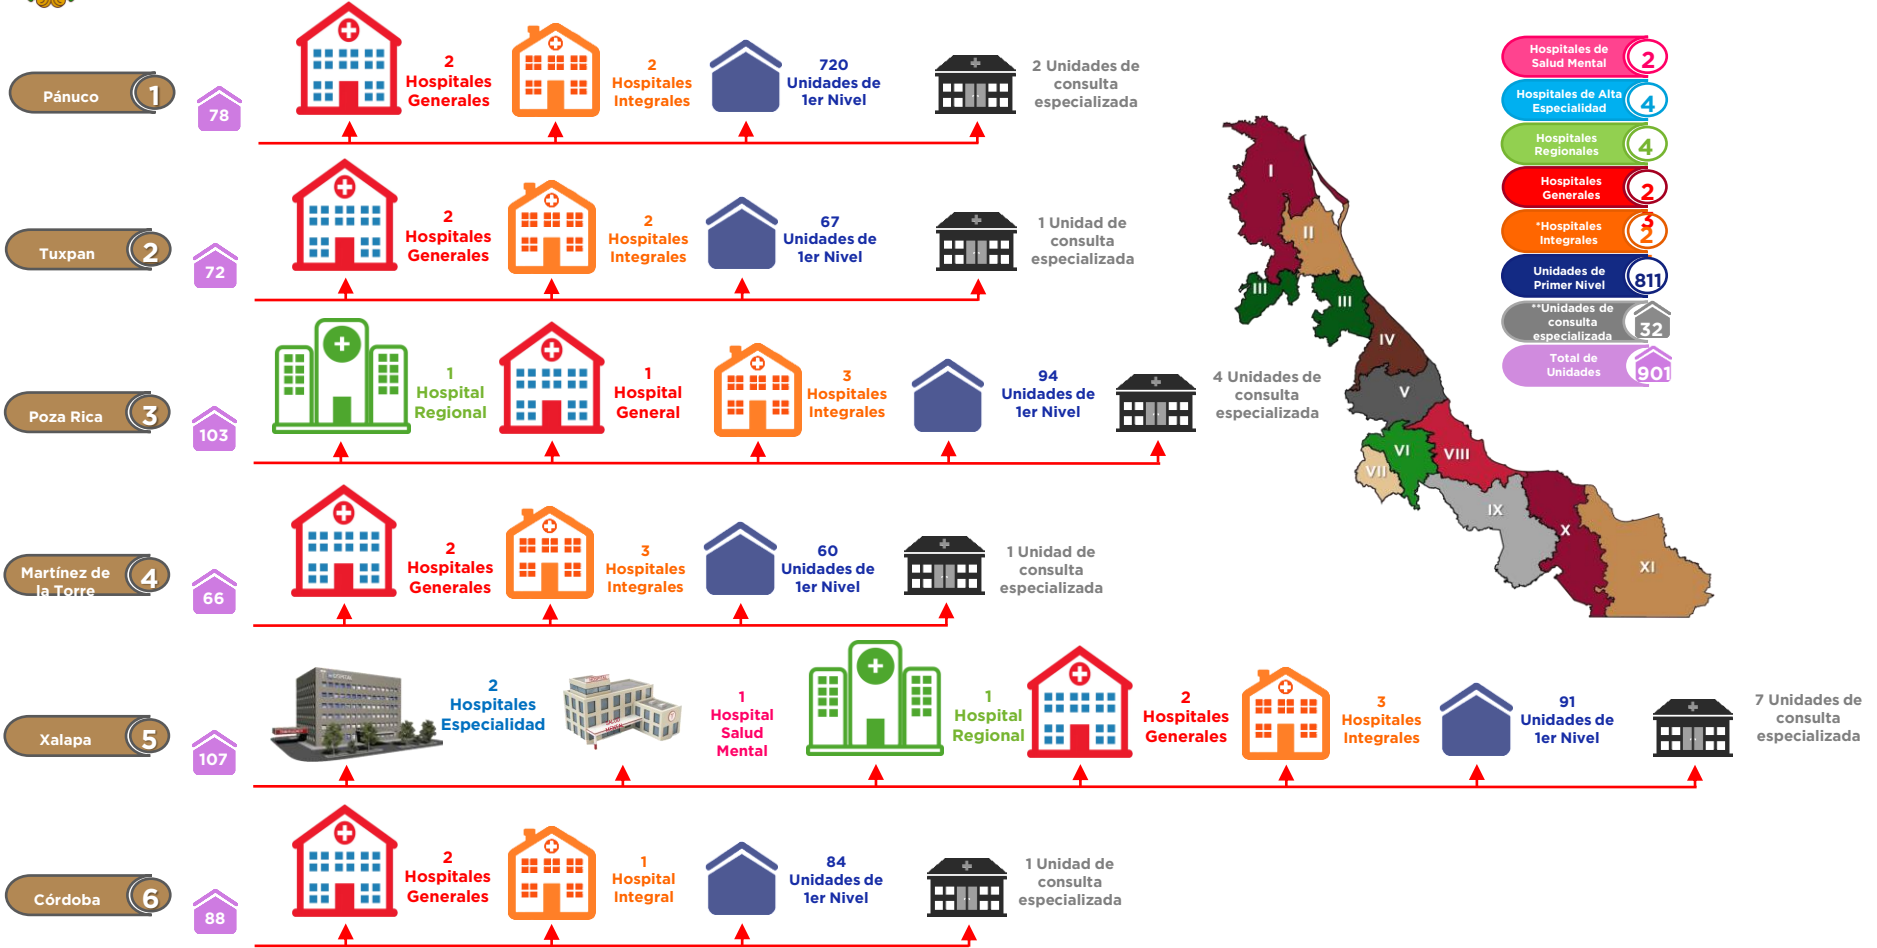 Pánuco 1
78
2
Hospitales
Generales
2
Hospitales
Integrales
720
Unidades de
1er Nivel
2 Unidades de
consulta
especializada
Tuxpan 2
72
2
Hospitales
Generales
2
Hospitales
Integrales
67
Unidades de
1er Nivel
1 Unidad de
consulta
especializada
Poza Rica 3
103
1
Hospital
Regional
1
Hospital
General
3
Hospitales
Integrales
94
Unidades de
1er Nivel
4 Unidades de
consulta
especializada
Martínez de
la Torre
4
66
2
Hospitales
Generales
3
Hospitales
Integrales
60
Unidades de
1er Nivel
1 Unidad de
consulta
especializada
Xalapa 5
107
2
Hospitales
Especialidad
1
Hospital
Salud
Mental
1
Hospital
Regional
2
Hospitales
Generales
3
Hospitales
Integrales
91
Unidades de
1er Nivel
7 Unidades de
consulta
especializada
Córdoba 6
88
2
Hospitales
Generales
1
Hospital
Integral
84
Unidades de
1er Nivel
1 Unidad de
consulta
especializada
Hospitales de
Salud Mental
2
Hospitales de Alta
Especialidad
4
Hospitales
Regionales
4
Hospitales
Generales
2
3
*Hospitales
Integrales
2
Unidades de
Primer Nivel
811
**Unidades de
consulta
especializada
32
Total de
Unidades
901
I
II
III
III
IV
V
VI
VII
VIII
IX
X
XI